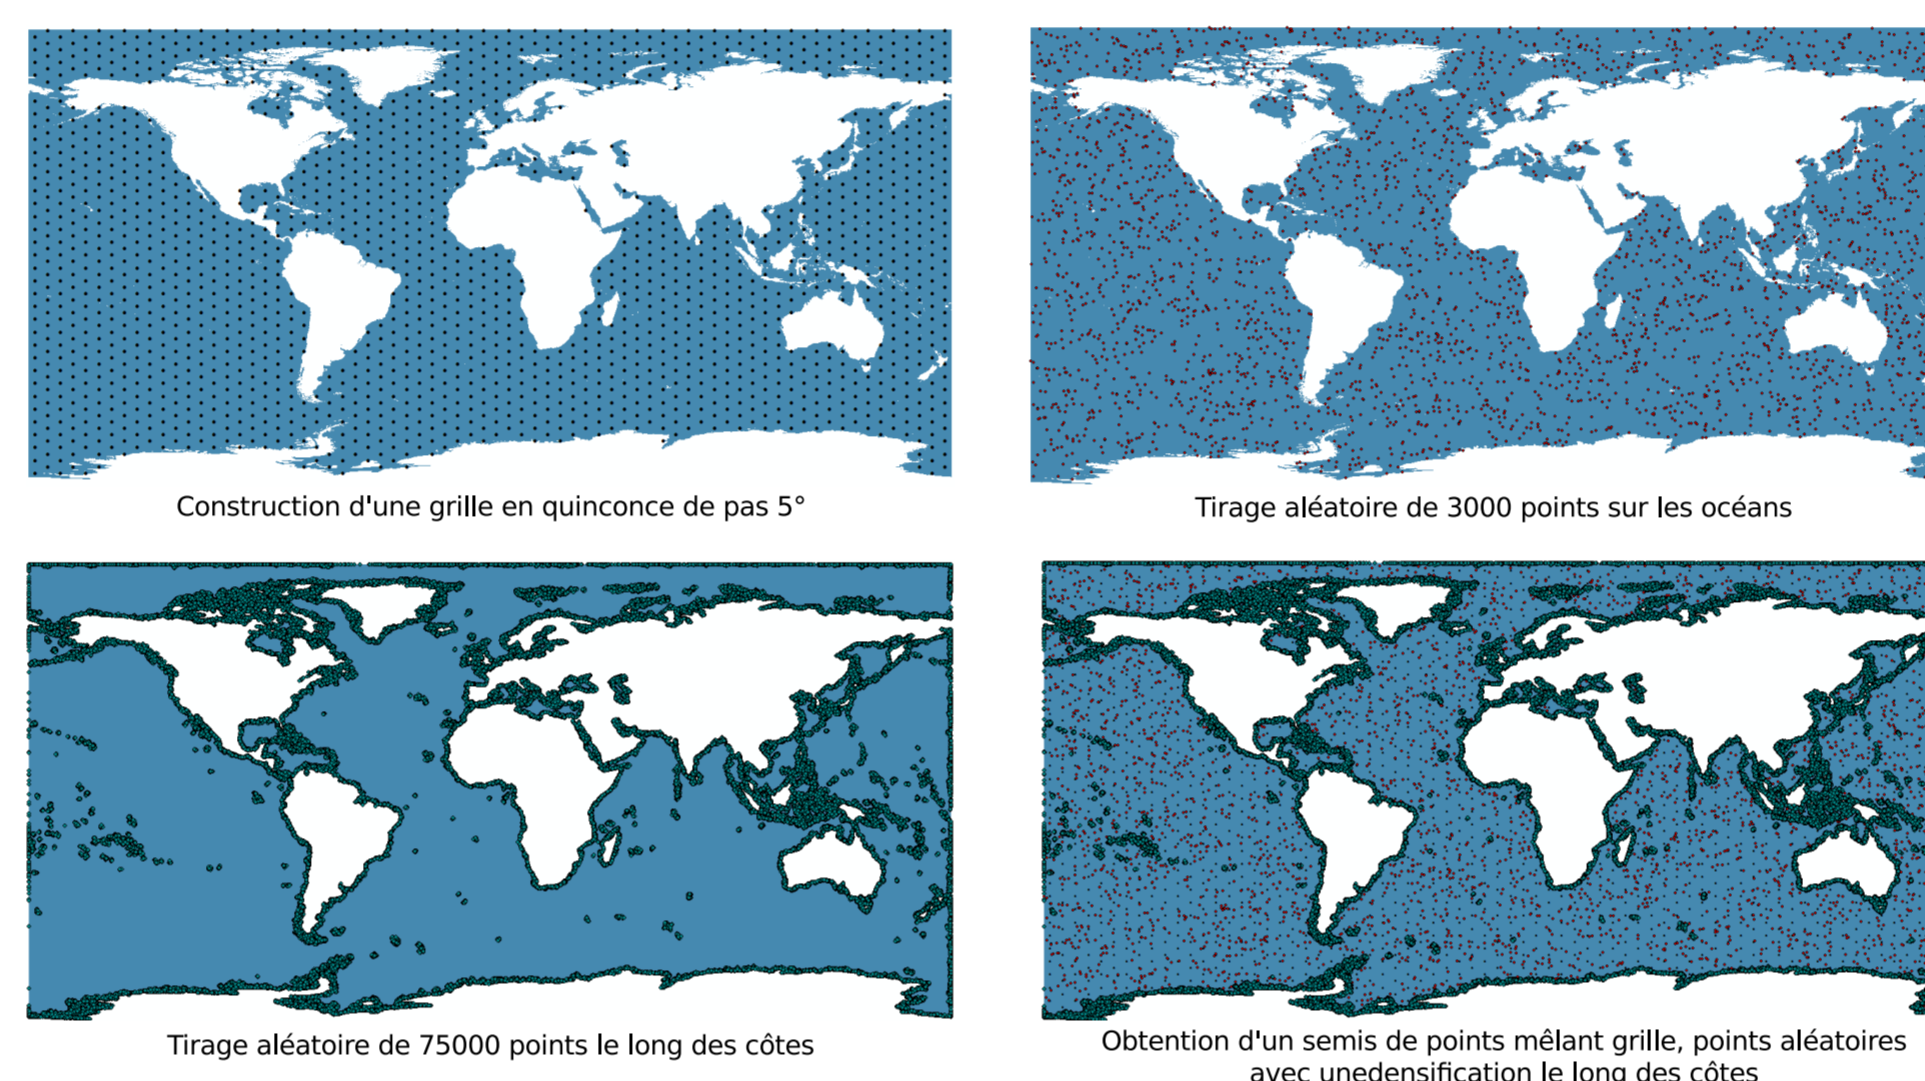 Construction d'une grille en quinconce de pas 5°
Tirage aléatoire de 3000 points sur les océans
Tirage aléatoire de 75000 points le long des côtes
Obtention d'un semis de points mêlant grille, points aléatoires
avec unedensification le long des côtes